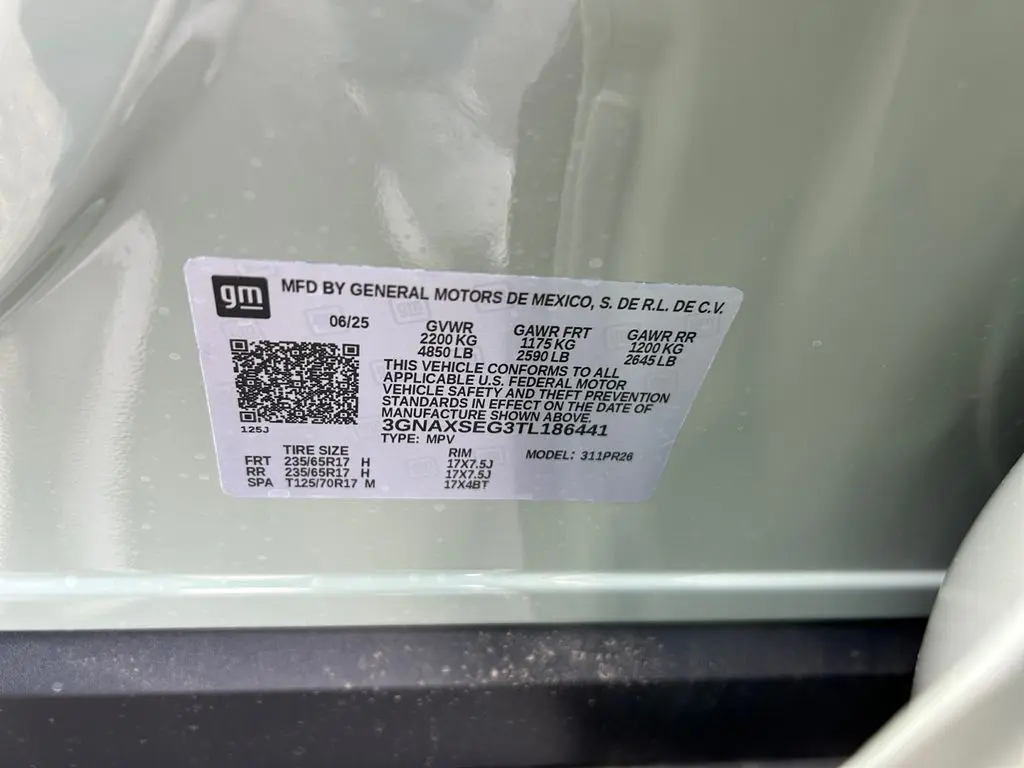 gm
MFD BY GENERAL MOTORS DE MEXICO, S. DE R.L. DE C.V.
06/25 GVWR GAWR FRT GAWR RR
2200 KG 1175 KG 1200 KG
4850 LB 2590 LB 2645 LB
THIS VEHICLE CONFORMS TO ALL
APPLICABLE U.S. FEDERAL MOTOR
VEHICLE SAFETY AND THEFT PREVENTION
STANDARDS IN EFFECT ON THE DATE OF
MANUFACTURE SHOWN ABOVE.
3GNAXSEG3TL186441
125J
TYPE: MPV MODEL: 311PR26
TIRE SIZE RIM
FRT 235/65R17 H 17X7.5J
RR 235/65R17 H 17X7.5J
SPA T125/70R17 M 17X4BT